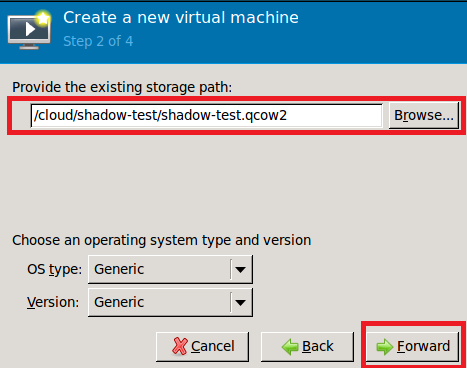 Create a new virtual machine
Step 2 of 4
Provide the existing storage path:
/cloud/shadow-test/shadow-test.qcow2 Browse...
Choose an operating system type and version
OS type: Generic
Version: Generic
Cancel Back Forward